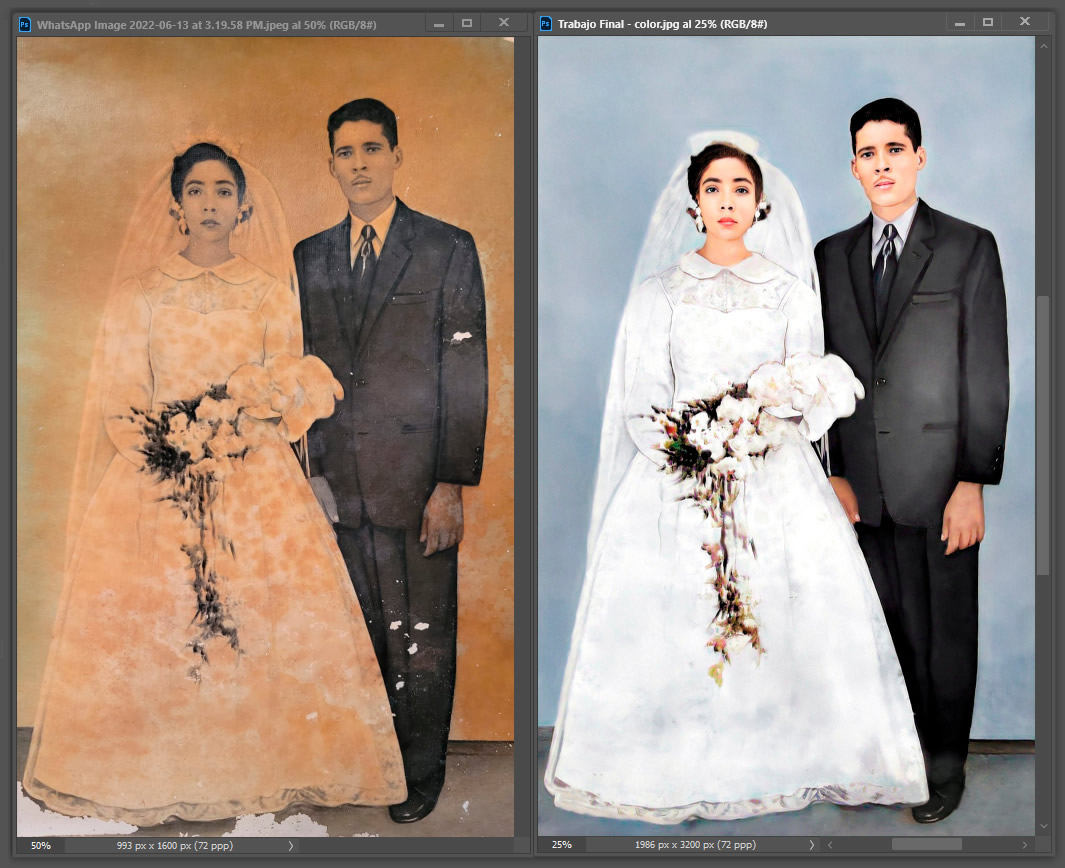 Ps WhatsApp Image 2022-06-13 at 3.19.58 PM.jpeg al 50% (RGB/8#)
Ps Trabajo Final - color.jpg al 25% (RGB/8#)
50% 993 px x 1600 px (72 ppp)
25% 1986 px x 3200 px (72 ppp)